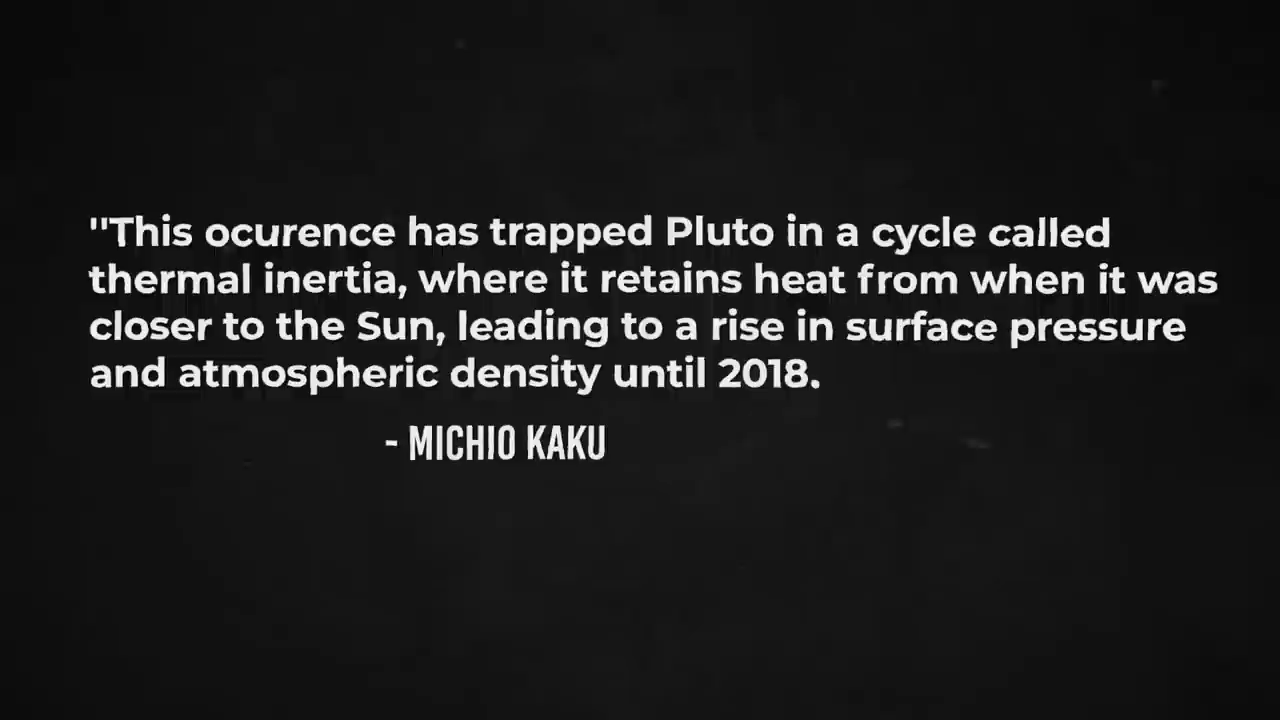 "This ocurence has trapped Pluto in a cycle called
thermal inertia, where it retains heat from when it was
closer to the Sun, leading to a rise in surface pressure
and atmospheric density until 2018.
- MICHIO KAKU